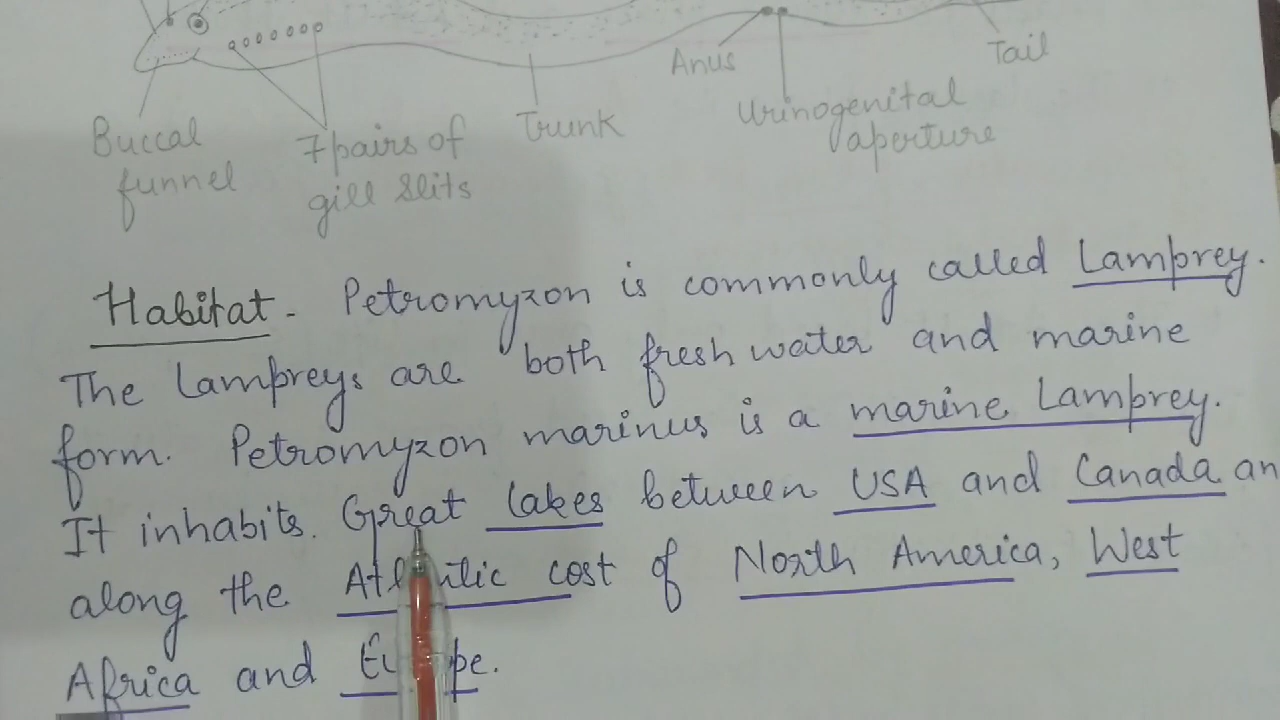 Anus
Tail
Buccal
funnel
7 pairs of
gill slits
Trunk
Urinogenital
aperture
Habitat - Petromyzon is commonly called Lamprey.
The Lampreys are both fresh water and marine
form. Petromyzon marinus is a marine Lamprey.
It inhabits. Great lakes between USA and Canada an
along the Atlantic cost of North America, West
Africa and Europe.